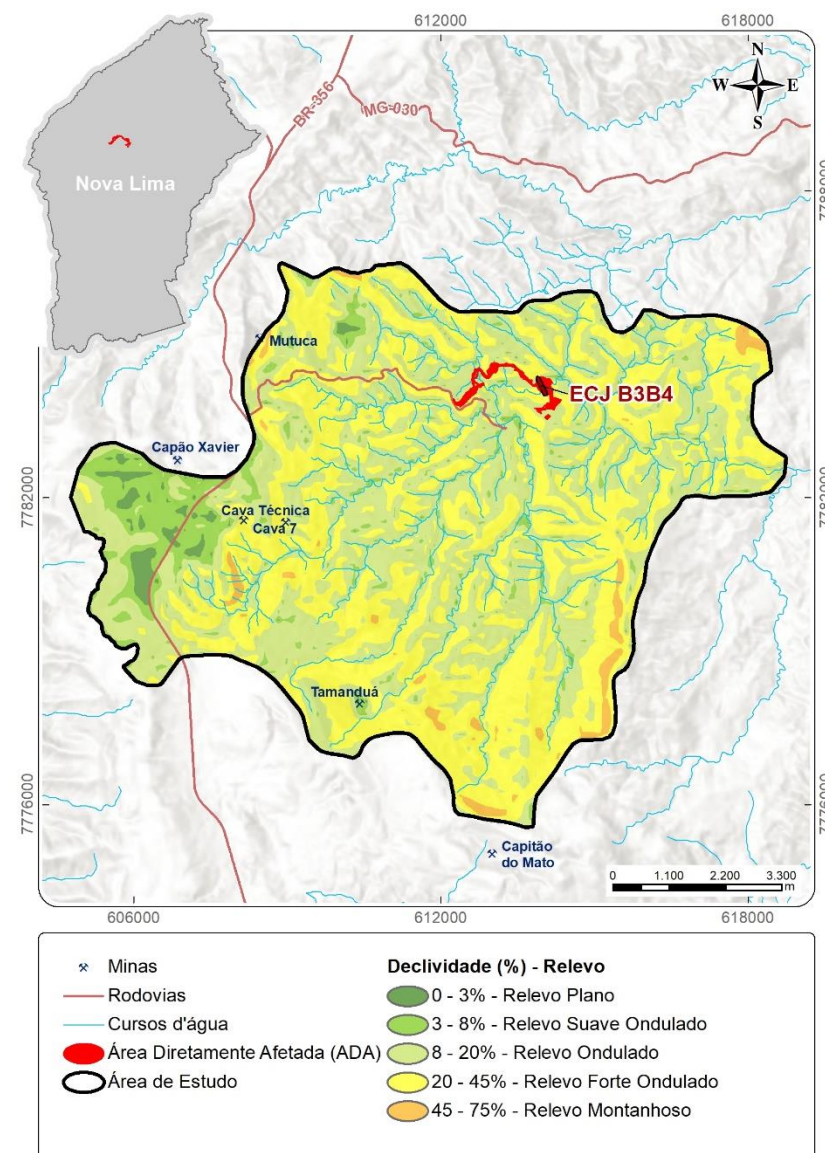 612000
618000
N
W E
S
BR-356
MG-030
Nova Lima
7788000
Mutuca
ECJ B3B4
Capão Xavier
7782000
7782000
Cava Técnica
Cava 7
Tamanduá
7776000
7776000
Capitão
do Mato
0 1.100 2.200 3.300
m
606000
612000
618000
Minas
Rodovias
Cursos d'água
Área Diretamente Afetada (ADA)
Área de Estudo
Declividade (%) - Relevo
0 - 3% - Relevo Plano
3 - 8% - Relevo Suave Ondulado
8 - 20% - Relevo Ondulado
20 - 45% - Relevo Forte Ondulado
45 - 75% - Relevo Montanhoso